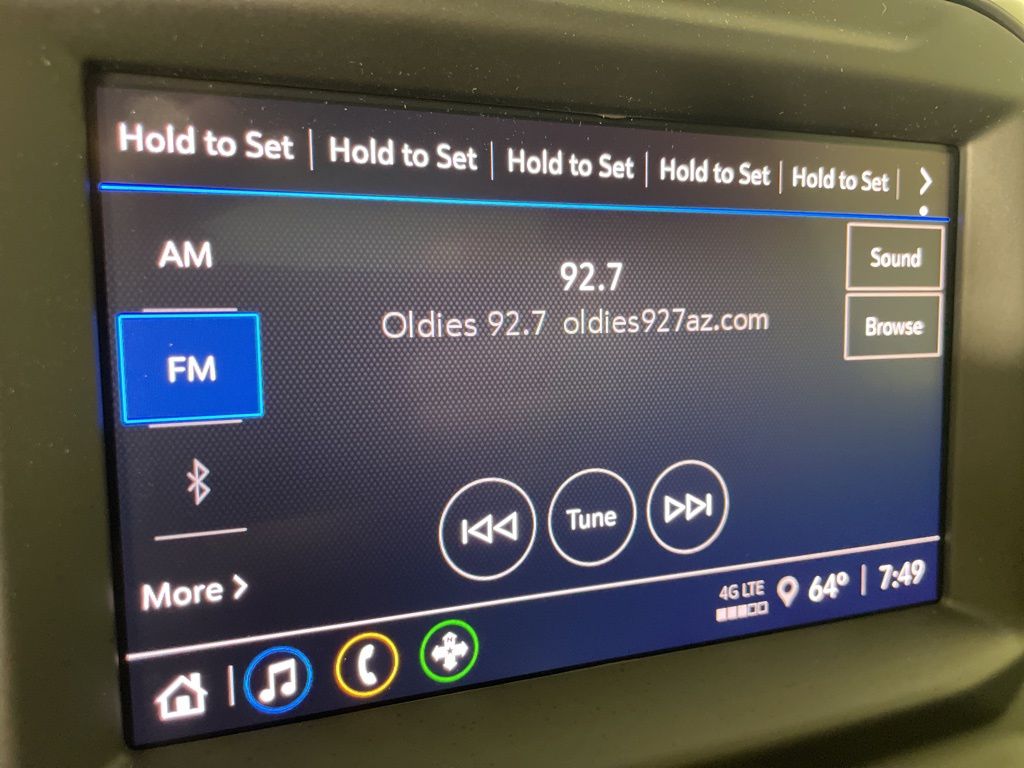 Hold to Set | Hold to Set | Hold to Set | Hold to Set | Hold to Set |
AM
Sound
92.7
Oldies 92.7 oldies927az.com
Browse
FM
Tune
More
4G LTE 64° | 7:49
N